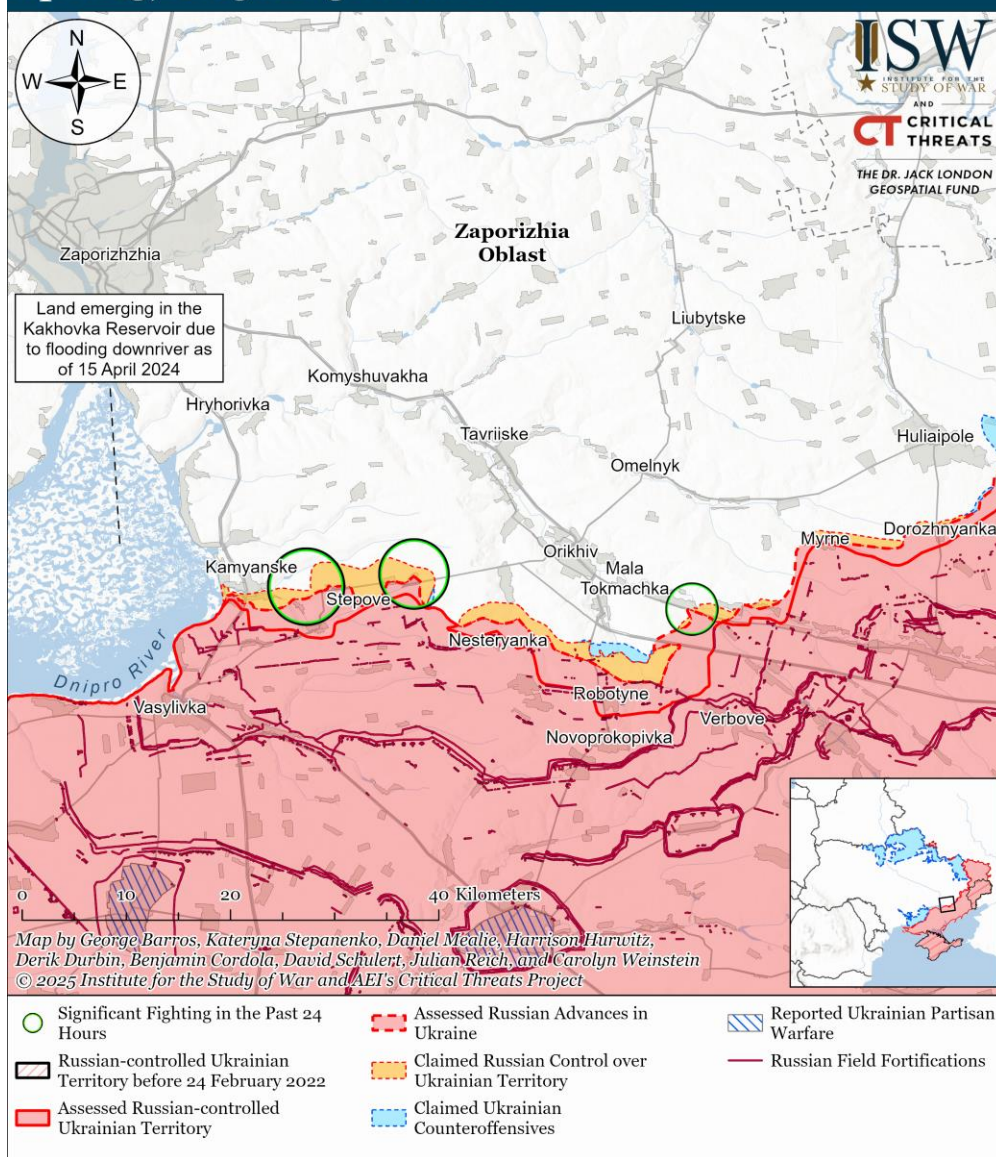 N
W
E
S
ISW
INSTITUTE FOR THE
STUDY OF WAR
AND
CT CRITICAL
THREATS
THE DR. JACK LONDON
GEOSPATIAL FUND
Zaporizhia
Oblast
Zaporizhzhia
Land emerging in the
Kakhovka Reservoir due
to flooding downriver as
of 15 April 2024
Liubytske
Komyshuvakha
Hryhorivka
Tavriiske
Huliaipole
Omelnyk
Dorozhnyanka
Myrne
Orikhiv
Kamyanske
Mala
Tokmachka
Stepove
Nesteryanka
Dnipro River
Robotyne
Vasylivka
Verbove
Novoprokopivka
0 10 20 40 Kilometers
Map by George Barros, Kateryna Stepanenko, Daniel Mealie, Harrison Hurwitz,
Derik Durbin, Benjamin Cordola, David Schulert, Julian Reich, and Carolyn Weinstein
© 2025 Institute for the Study of War and AEI's Critical Threats Project
Significant Fighting in the Past 24
Hours
Russian-controlled Ukrainian
Territory before 24 February 2022
Assessed Russian-controlled
Ukrainian Territory
Assessed Russian Advances in
Ukraine
Claimed Russian Control over
Ukrainian Territory
Claimed Ukrainian
Counteroffensives
Reported Ukrainian Partisan
Warfare
Russian Field Fortifications